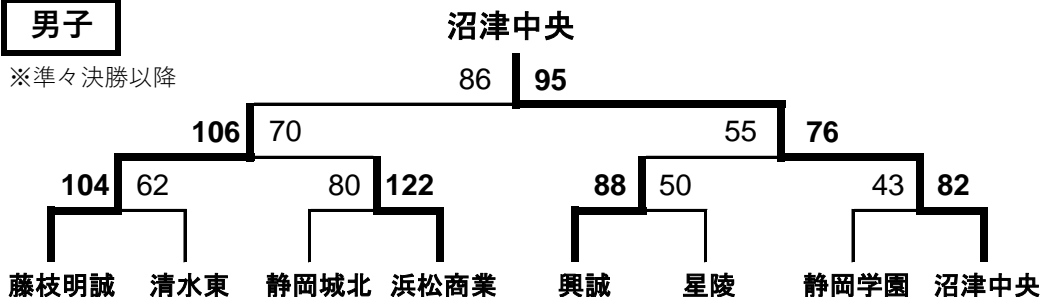 男子
沼津中央
※準々決勝以降
86 95
106 70 55 76
104 62 80 122 88 50 43 82
藤枝明誠 清水東 静岡城北 浜松商業 興誠 星陵 静岡学園 沼津中央